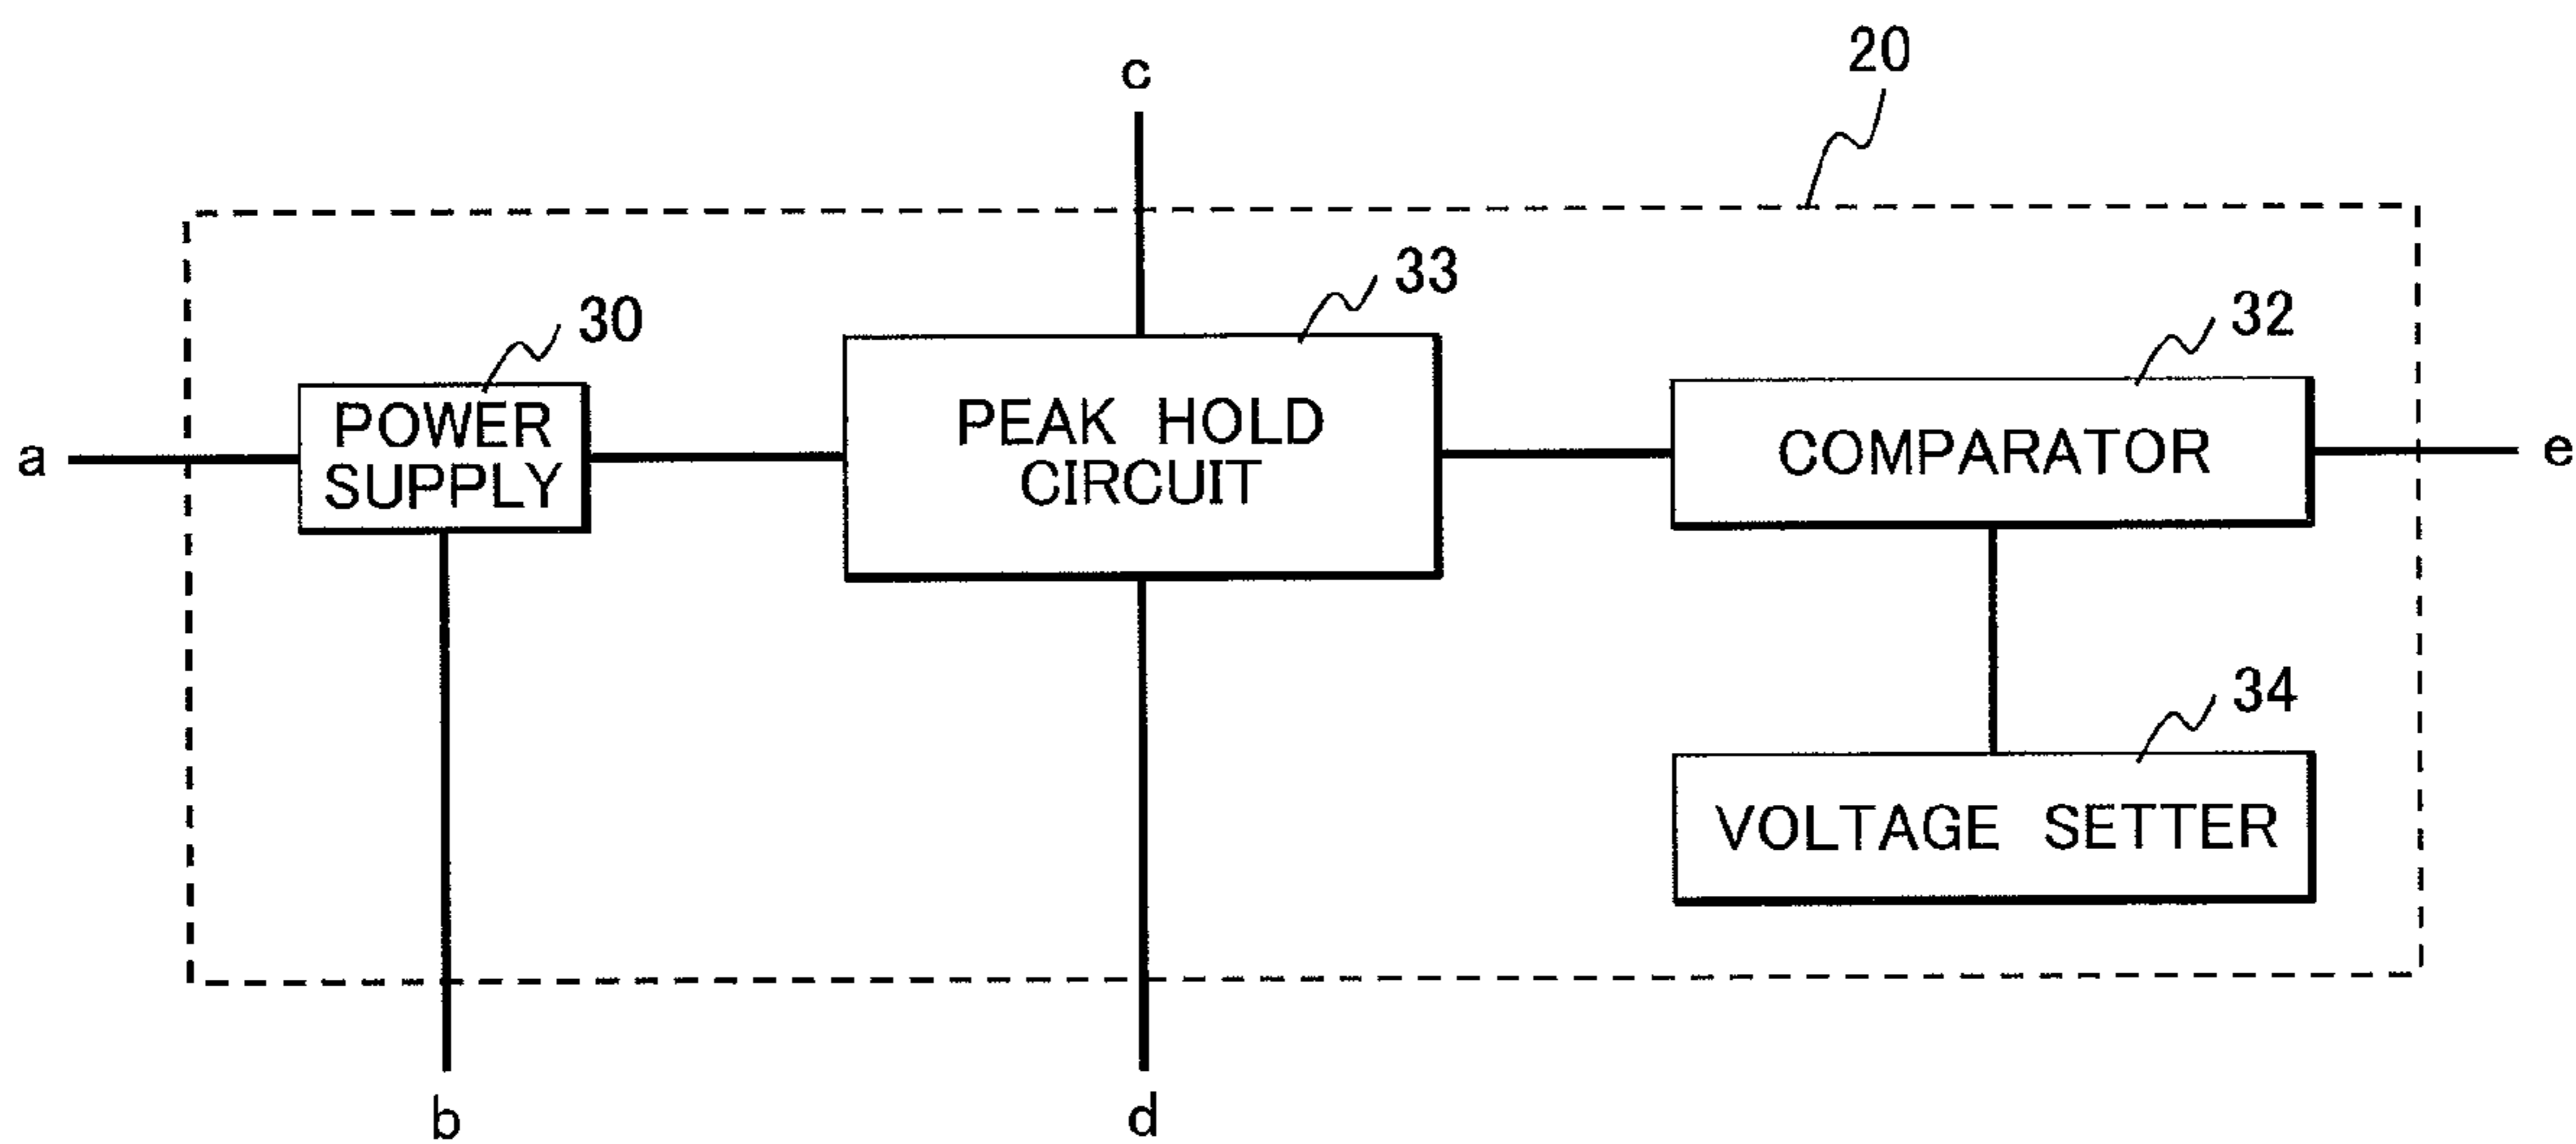 20
c
33
30
32
POWER
SUPPLY
PEAK HOLD
CIRCUIT
COMPARATOR
a
e
34
VOLTAGE SETTER
b
d